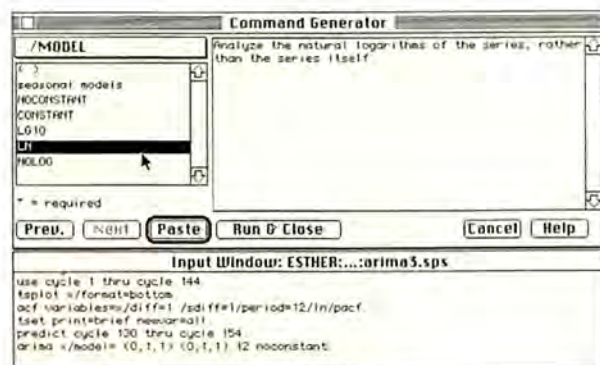 Command Generator
/MODEL
Analyze the natural logarithms of the series, rather
than the series itself
( )
seasonal models
NOCONSTANT
CONSTANT
LG10
LN
NOLOG
* = required
Prev.
Next
Paste
Run & Close
Cancel
Help
Input Window: ESTHER:...:arima3.sps
use cycle 1 thru cycle 144.
tsplot x/format=bottom.
acf variables=x/diff=1 /sdiff=1/period=12/ln/pacf.
tset print=brief newvar=all.
predict cycle 130 thru cycle 154.
arima x/model= (0,1,1) (0,1,1) 12 noconstant